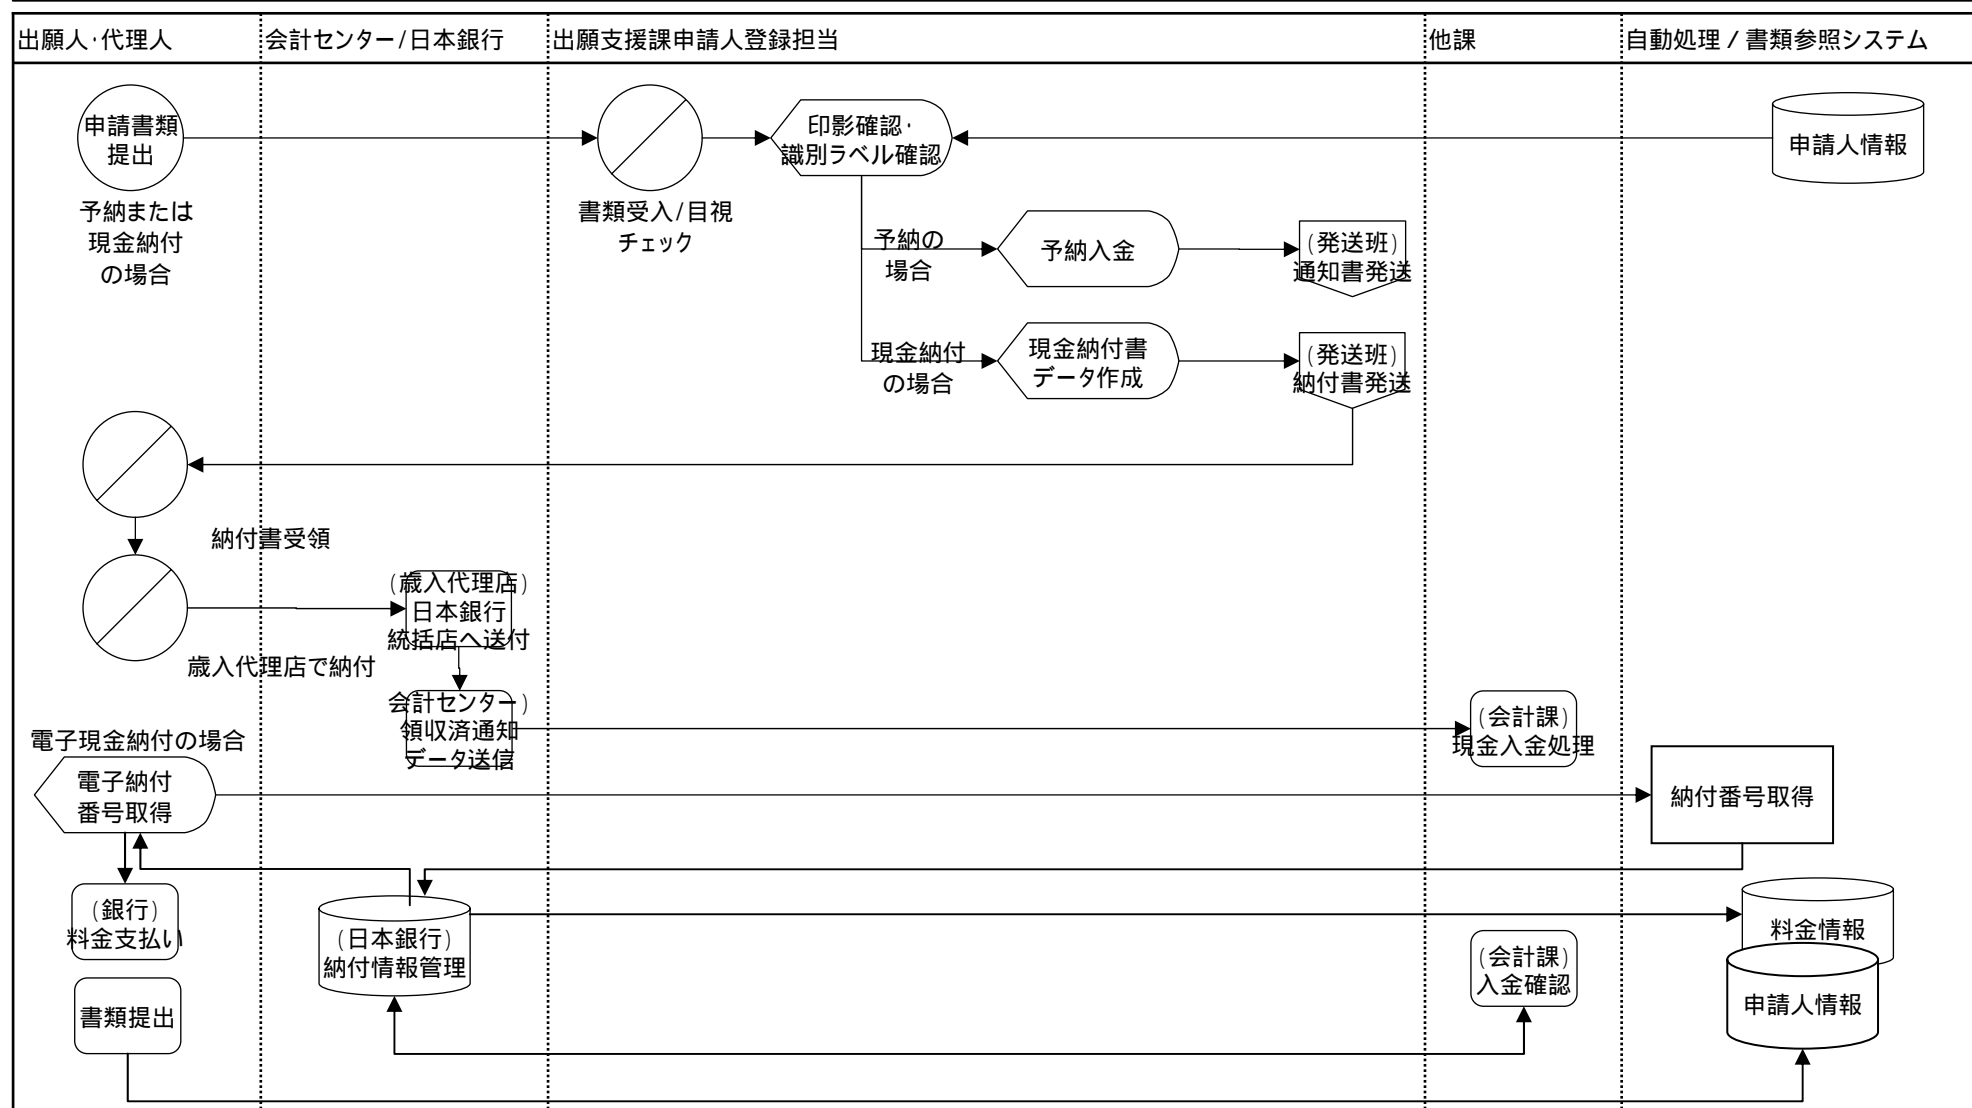 出願人･代理人
会計センター/日本銀行
出願支援課申請人登録担当
他課
自動処理 / 書類参照システム
申請書類
提出
印影確認･
識別ラベル確認
申請人情報
予納または
現金納付
の場合
書類受入/目視
チェック
予納の
場合
予納入金
(発送班)
通知書発送
現金納付
の場合
現金納付書
データ作成
(発送班)
納付書発送
納付書受領
(歳入代理店)
日本銀行
統括店へ送付
歳入代理店で納付
会計センター)
領収済通知
データ送信
(会計課)
現金入金処理
電子現金納付の場合
電子納付
番号取得
納付番号取得
(銀行)
料金支払い
(日本銀行)
納付情報管理
料金情報
(会計課)
入金確認
書類提出
申請人情報